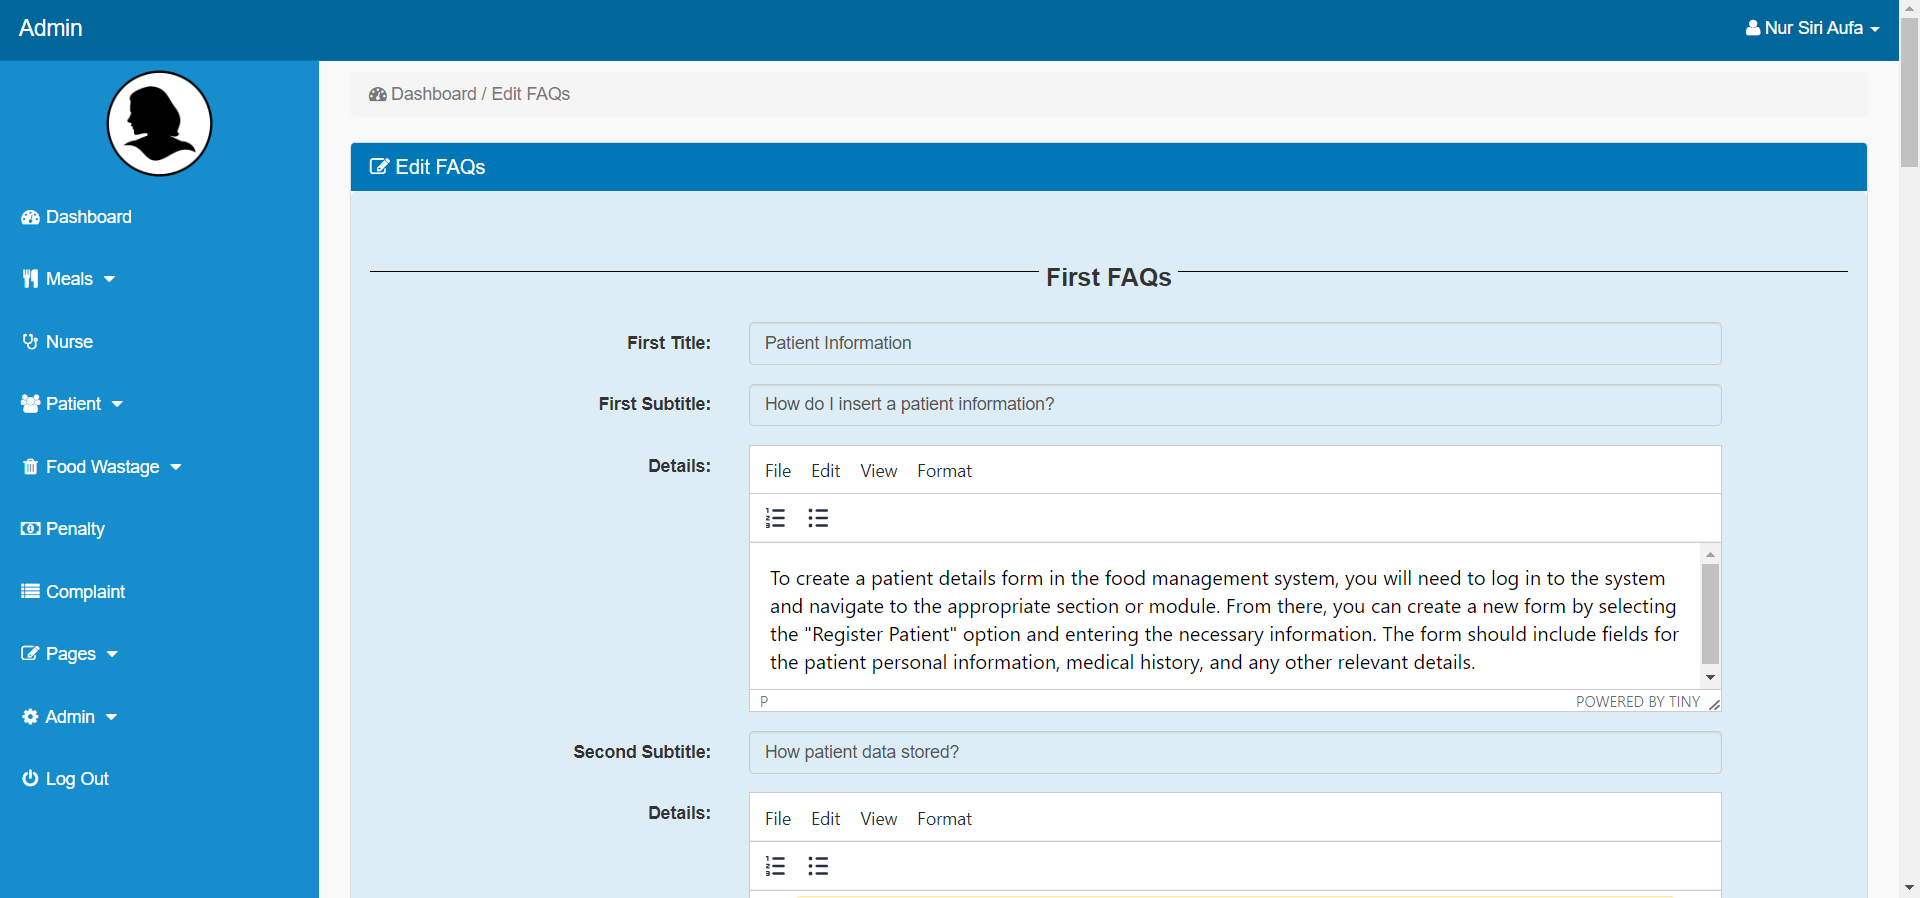 Admin
Nur Siri Aufa
Dashboard / Edit FAQs
Edit FAQs
Dashboard
Meals
Nurse
Patient
Food Wastage
Penalty
Complaint
Pages
Admin
Log Out
First FAQs
First Title:
Patient Information
First Subtitle:
How do I insert a patient information?
Details:
File Edit View Format
To create a patient details form in the food management system, you will need to log in to the system
and navigate to the appropriate section or module. From there, you can create a new form by selecting
the "Register Patient" option and entering the necessary information. The form should include fields for
the patient personal information, medical history, and any other relevant details.
P
POWERED BY TINY
Second Subtitle:
How patient data stored?
Details:
File Edit View Format